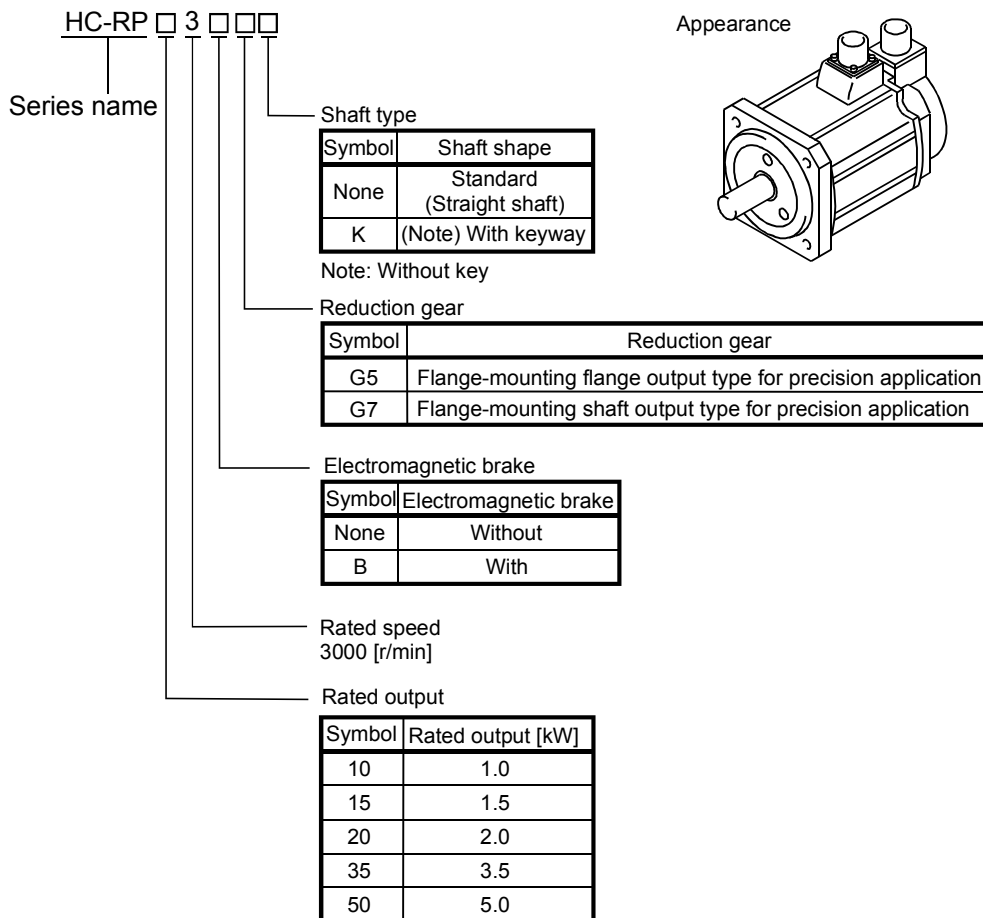 HC-RP □ 3 □ □ □
Series name
Appearance
Shaft type
Symbol Shaft shape
None Standard
(Straight shaft)
K (Note) With keyway
Note: Without key
Reduction gear
Symbol Reduction gear
G5 Flange-mounting flange output type for precision application
G7 Flange-mounting shaft output type for precision application
Electromagnetic brake
Symbol Electromagnetic brake
None Without
B With
Rated speed
3000 [r/min]
Rated output
Symbol Rated output [kW]
10 1.0
15 1.5
20 2.0
35 3.5
50 5.0